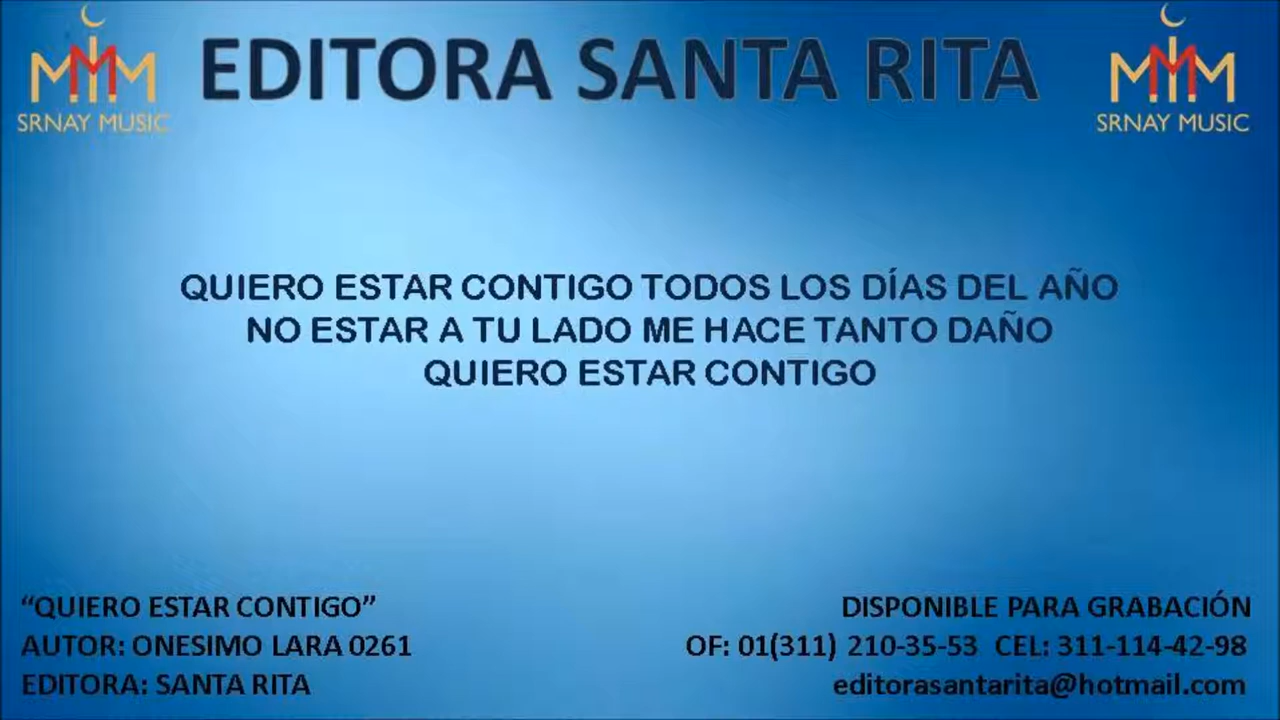 EDITORA SANTA RITA
SRNAY MUSIC
SRNAY MUSIC
QUIERO ESTAR CONTIGO TODOS LOS DÍAS DEL AÑO
NO ESTAR A TU LADO ME HACE TANTO DAÑO
QUIERO ESTAR CONTIGO
“QUIERO ESTAR CONTIGO”
AUTOR: ONESIMO LARA 0261
EDITORA: SANTA RITA
DISPONIBLE PARA GRABACIÓN
OF: 01(311) 210-35-53 CEL: 311-114-42-98
editorasantarita@hotmail.com